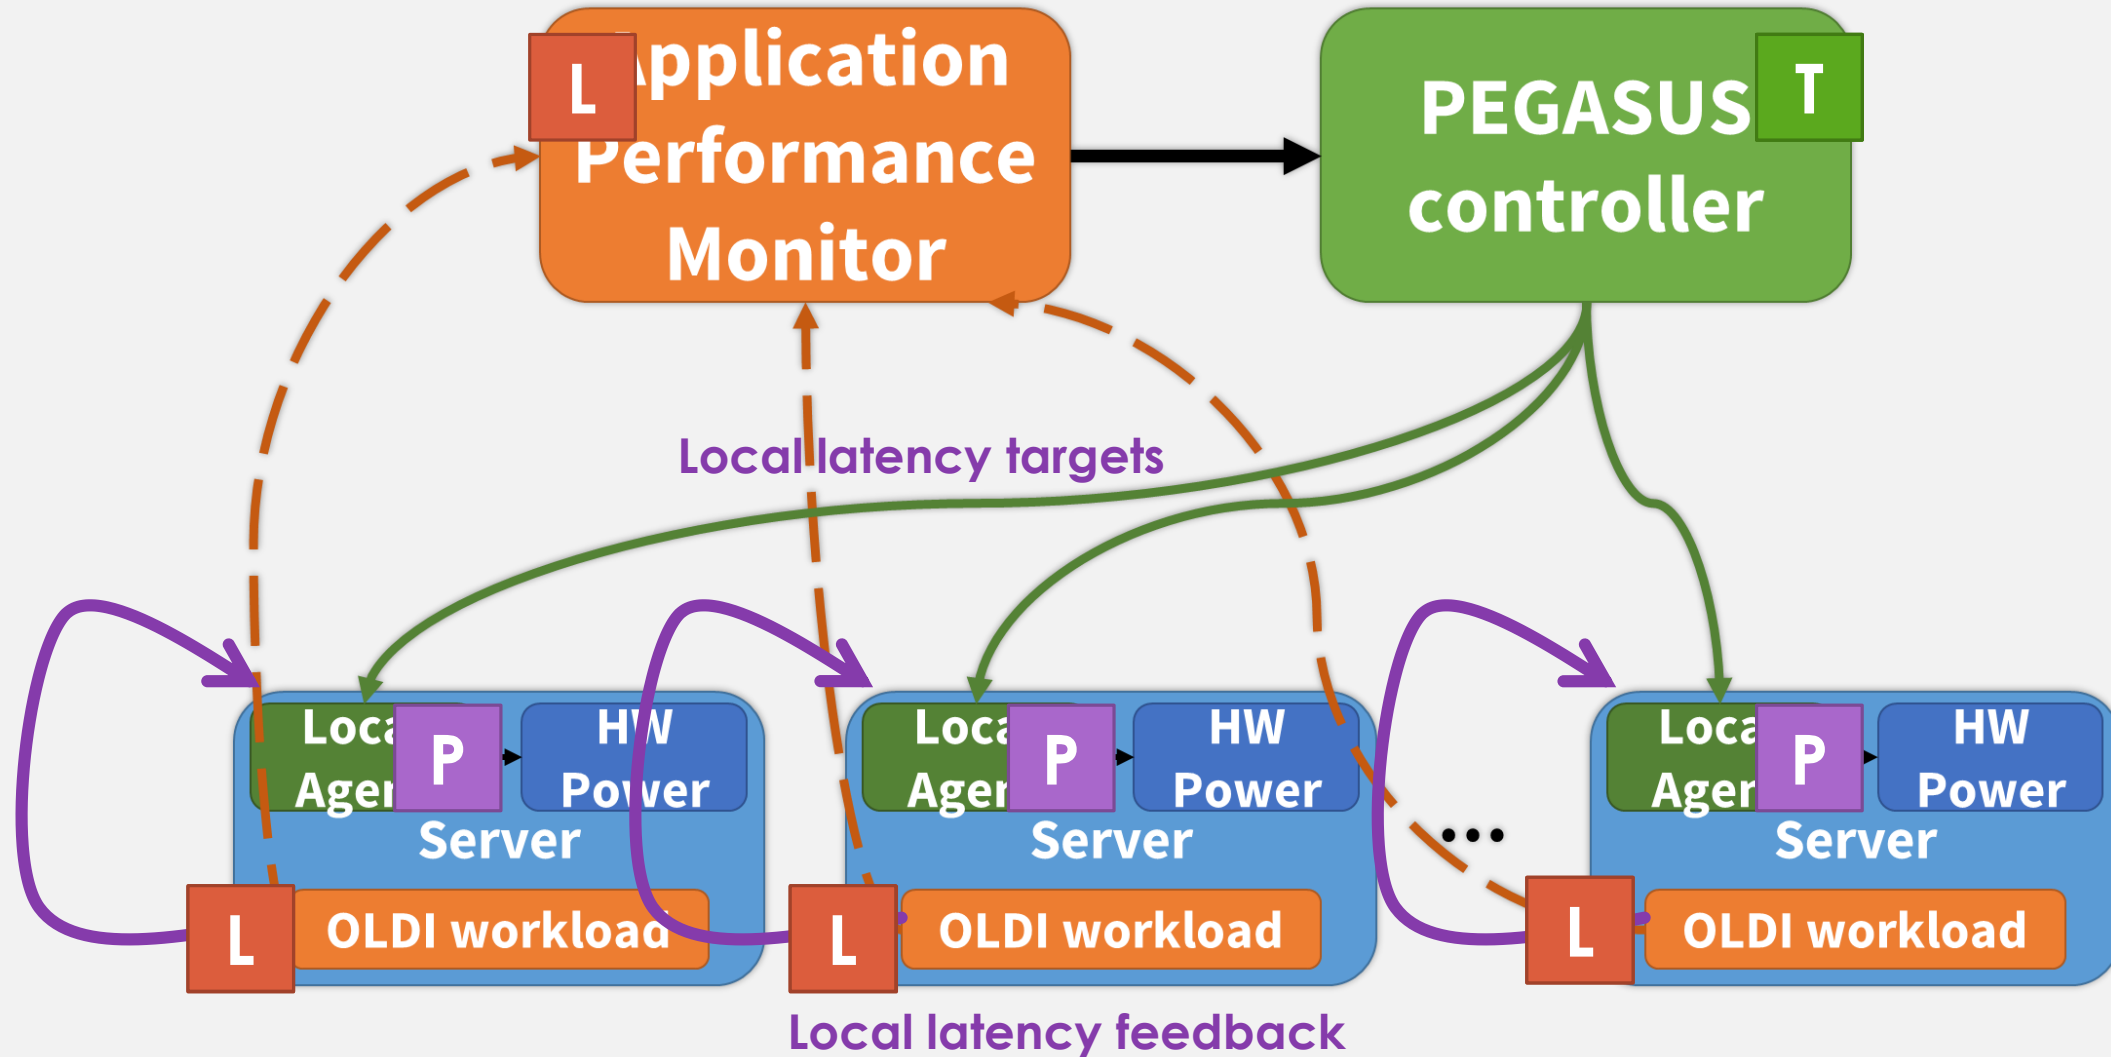 L
Application
Performance
Monitor
PEGASUS
controller
T
Local latency targets
Loca
Agen
P
HW
Power
Server
L
OLDI workload
Loca
Agen
P
HW
Power
Server
L
OLDI workload
...
Loca
Agen
P
HW
Power
Server
L
OLDI workload
Local latency feedback